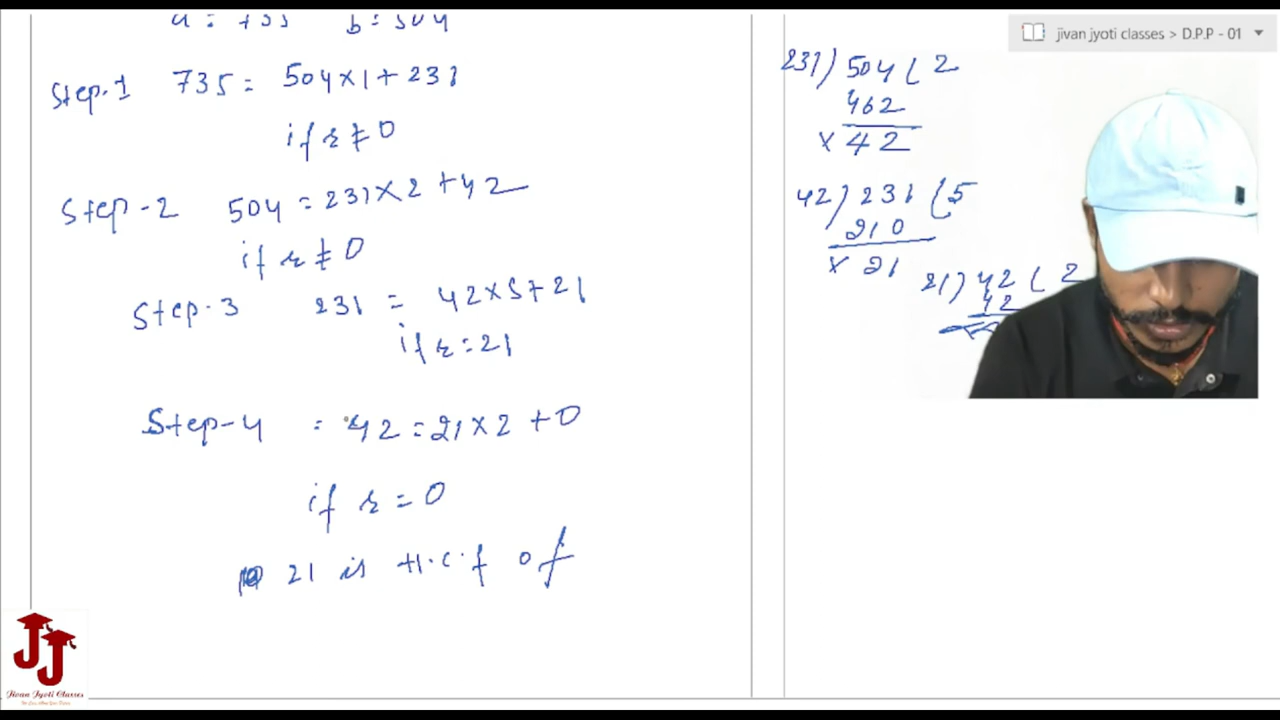 a = 735 b = 504
Step-1 735 = 504×1+231
if r ≠ 0
Step-2 504 = 231×2+42
if r ≠ 0
Step-3 231 = 42×5+21
if r=21
Step-4 = 42=21×2+0
if r=0
21 is H.C.f of
jivan jyoti classes > D.P.P - 01
231) 504 ( 2
462
× 42
42) 231 (5
210
× 21
21) 42 ( 2
42
JJ
Jivan Jyoti Classes